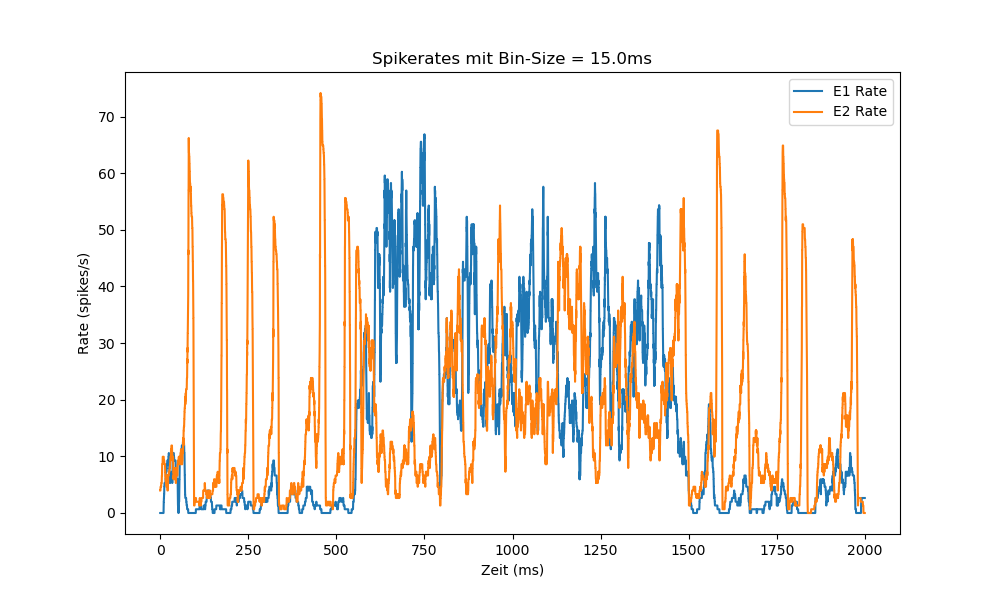 Spikerates mit Bin-Size = 15.0ms
E1 Rate
E2 Rate
Rate (spikes/s)
70
60
50
40
30
20
10
0
0 250 500 750 1000 1250 1500 1750 2000
Zeit (ms)